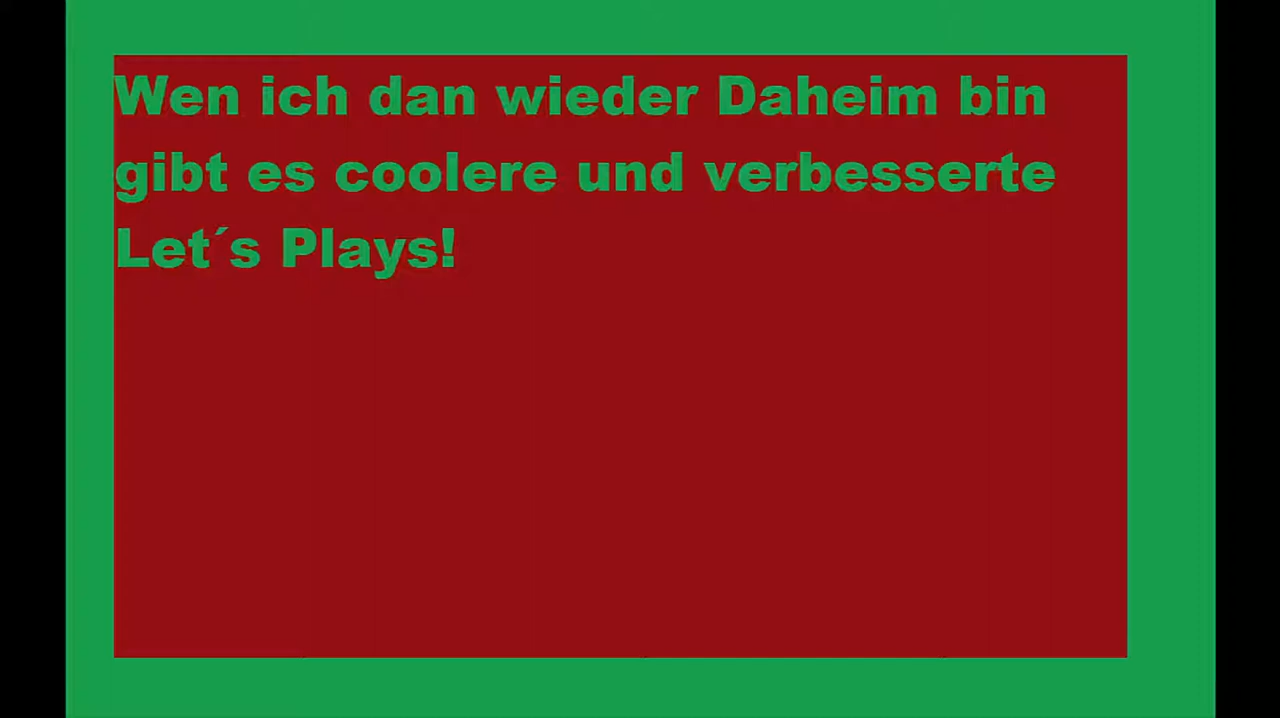 Wen ich dan wieder Daheim bin
gibt es coolere und verbesserte
Let´s Plays!